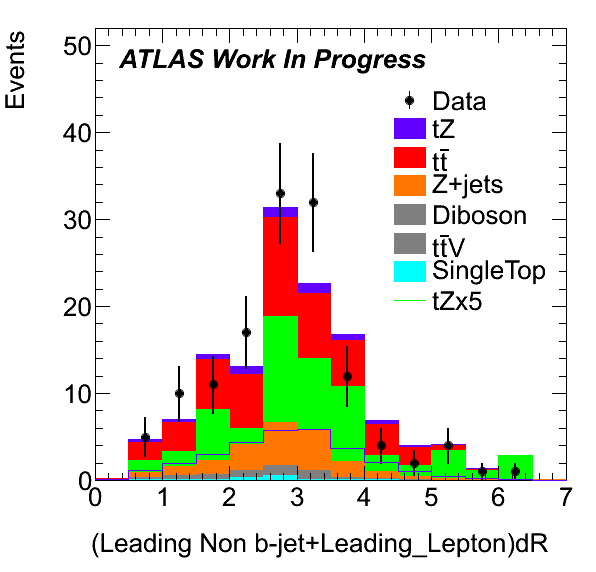 Events
50
40
30
20
10
0
ATLAS Work In Progress
Data
tZ
tt̄
Z+jets
Diboson
tt̄V
SingleTop
tZx5
0 1 2 3 4 5 6 7
(Leading Non b-jet+Leading_Lepton)dR